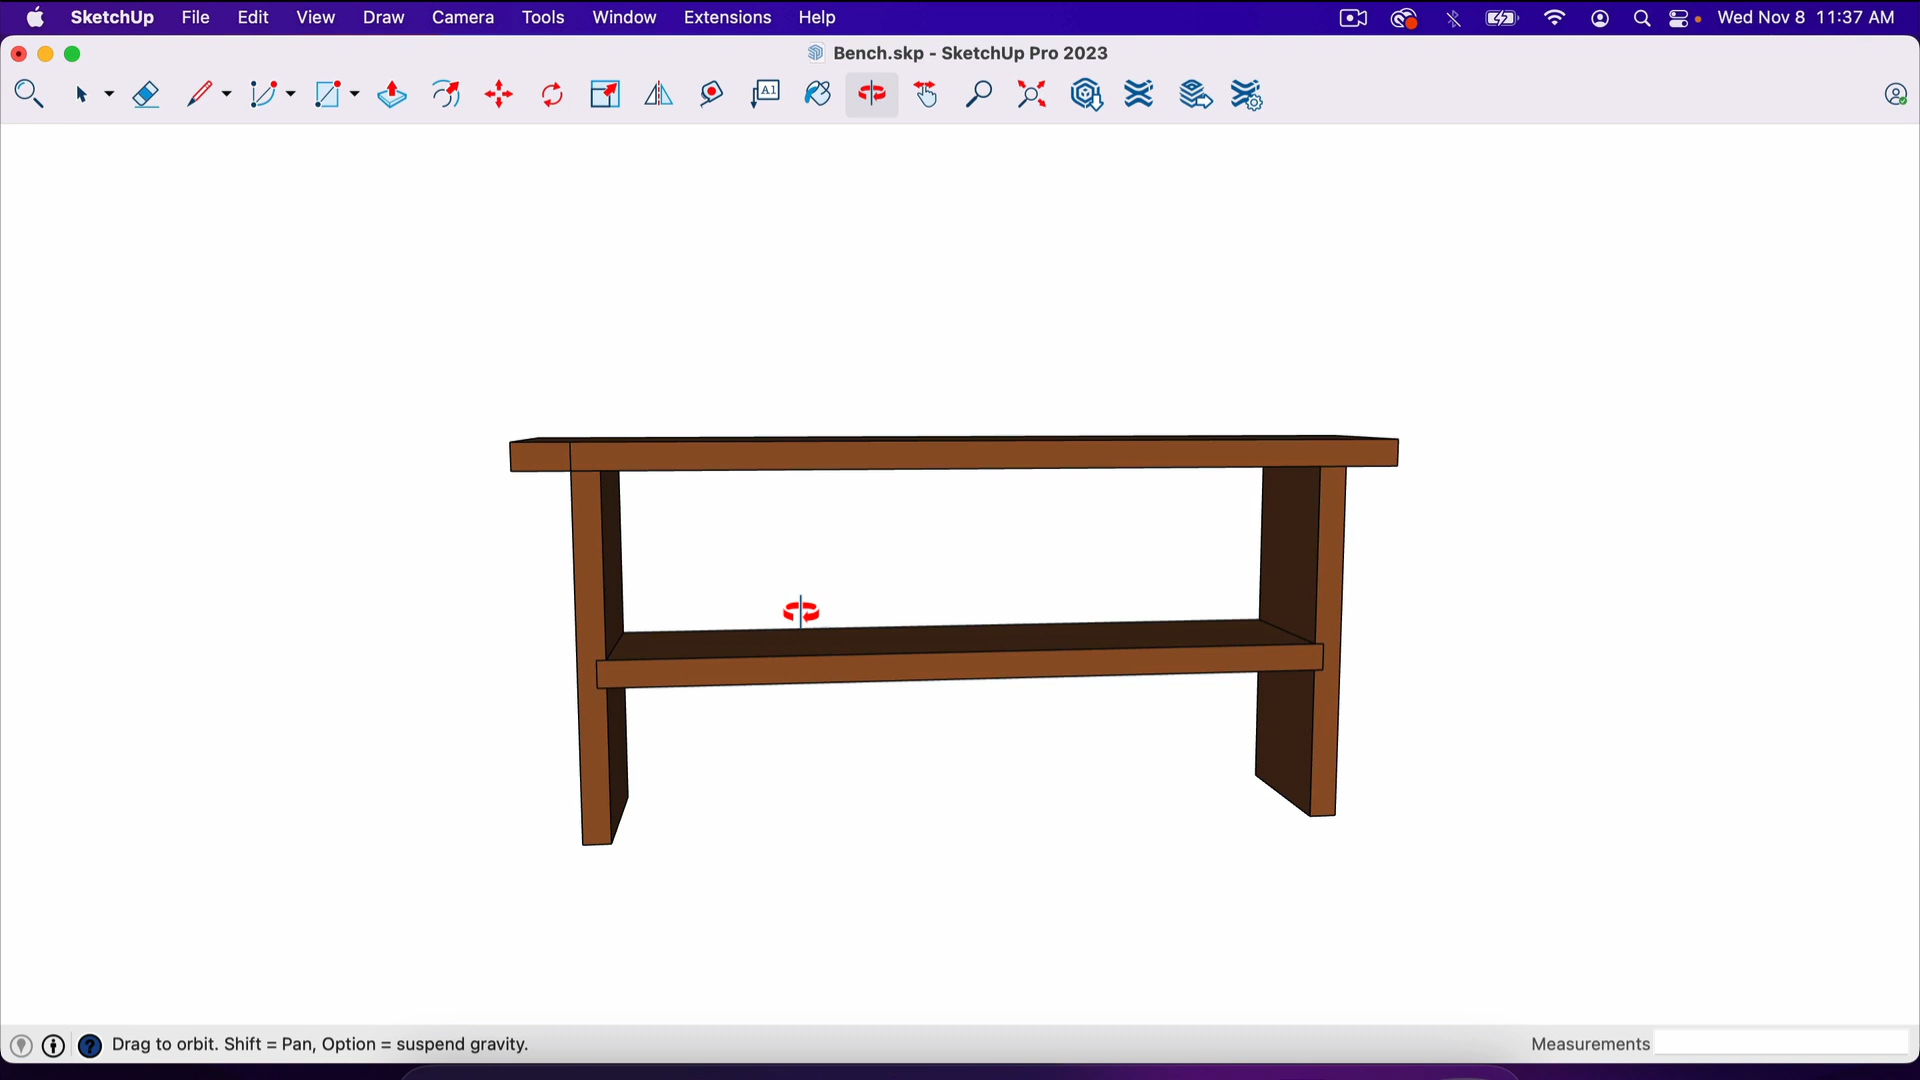 SketchUp File Edit View Draw Camera Tools Window Extensions Help Wed Nov 8 11:37 AM
Bench.skp - SketchUp Pro 2023
A1
Drag to orbit. Shift = Pan, Option = suspend gravity. Measurements